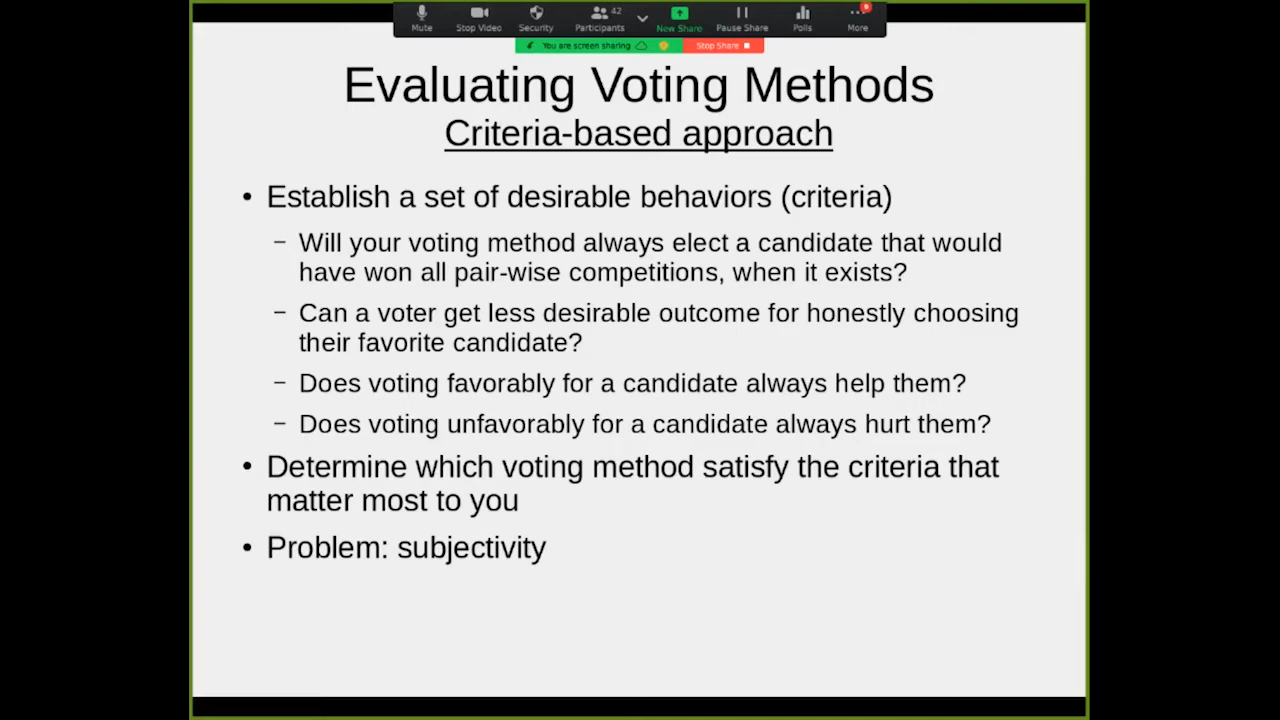 Mute Stop Video Security Participants 42 New Share Pause Share Polls More 9
You are screen sharing Stop Share
Evaluating Voting Methods
Criteria-based approach
• Establish a set of desirable behaviors (criteria)
– Will your voting method always elect a candidate that would
have won all pair-wise competitions, when it exists?
– Can a voter get less desirable outcome for honestly choosing
their favorite candidate?
– Does voting favorably for a candidate always help them?
– Does voting unfavorably for a candidate always hurt them?
• Determine which voting method satisfy the criteria that
matter most to you
• Problem: subjectivity